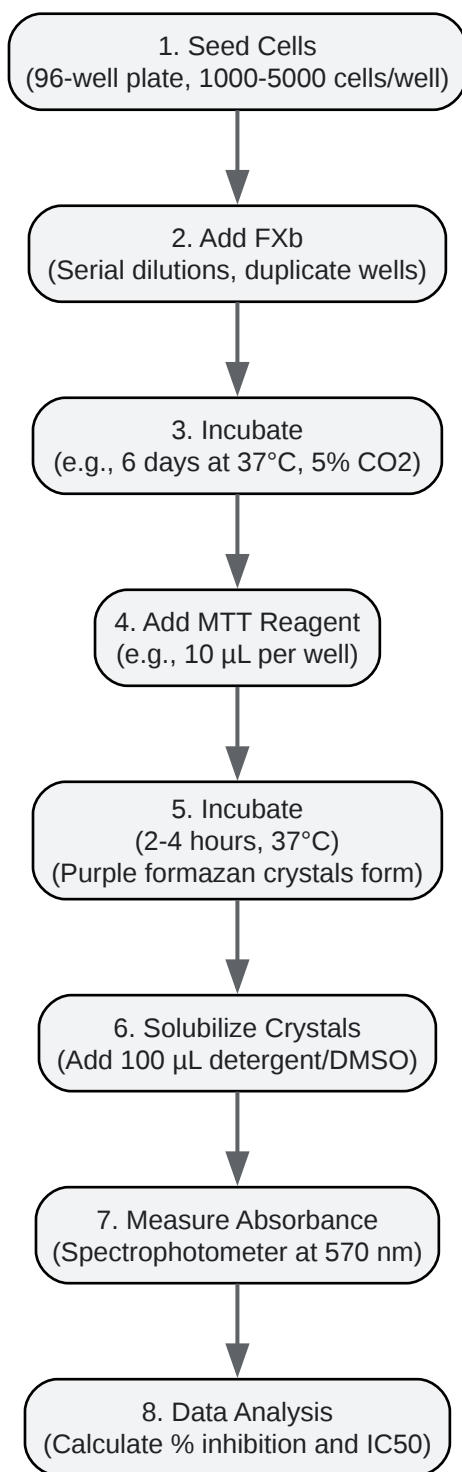 1. Seed Cells
(96-well plate, 1000-5000 cells/well)
2. Add FXb
(Serial dilutions, duplicate wells)
3. Incubate
(e.g., 6 days at 37°C, 5% CO2)
4. Add MTT Reagent
(e.g., 10 µL per well)
5. Incubate
(2-4 hours, 37°C)
(Purple formazan crystals form)
6. Solubilize Crystals
(Add 100 µL detergent/DMSO)
7. Measure Absorbance
(Spectrophotometer at 570 nm)
8. Data Analysis
(Calculate % inhibition and IC50)